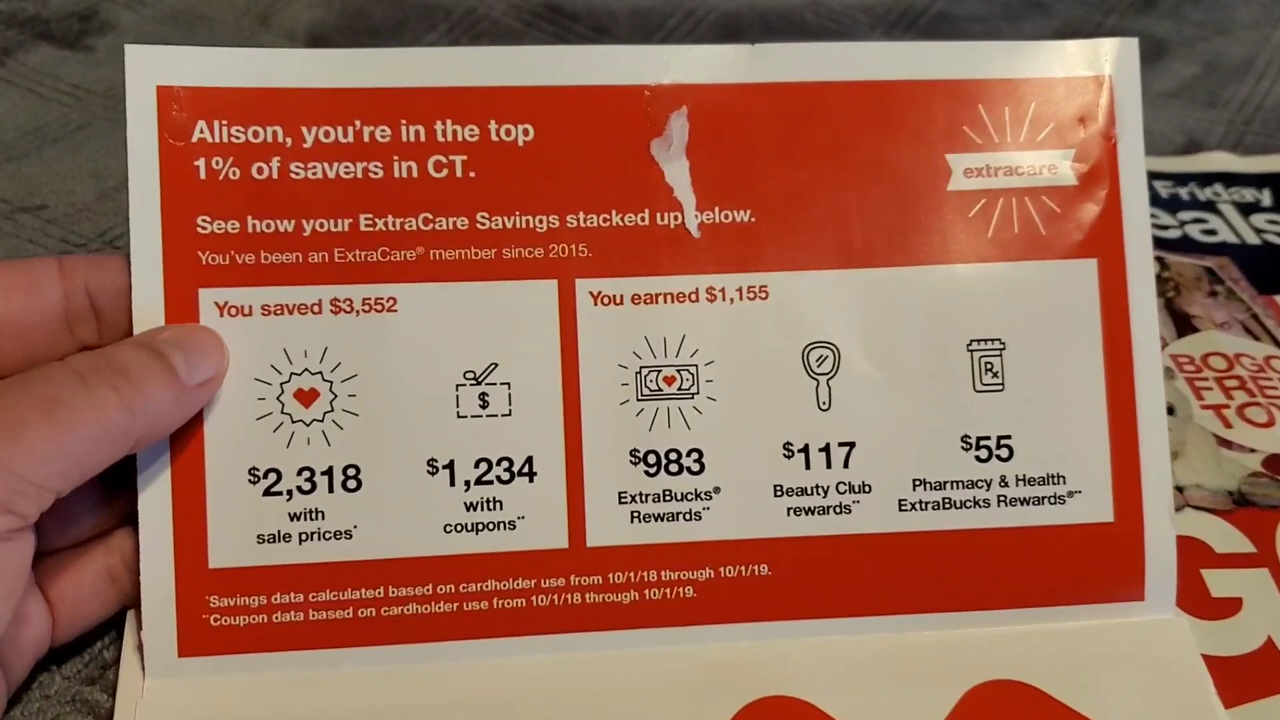 Alison, you're in the top
1% of savers in CT.
extracare
See how your ExtraCare Savings stacked up below.
You've been an ExtraCare® member since 2015.
You saved $3,552
$
$2,318
with
sale prices*
$1,234
with
coupons**
You earned $1,155
Rx
$983
ExtraBucks®
Rewards**
$117
Beauty Club
rewards**
$55
Pharmacy & Health
ExtraBucks Rewards®**
*Savings data calculated based on cardholder use from 10/1/18 through 10/1/19.
**Coupon data based on cardholder use from 10/1/18 through 10/1/19.
Friday